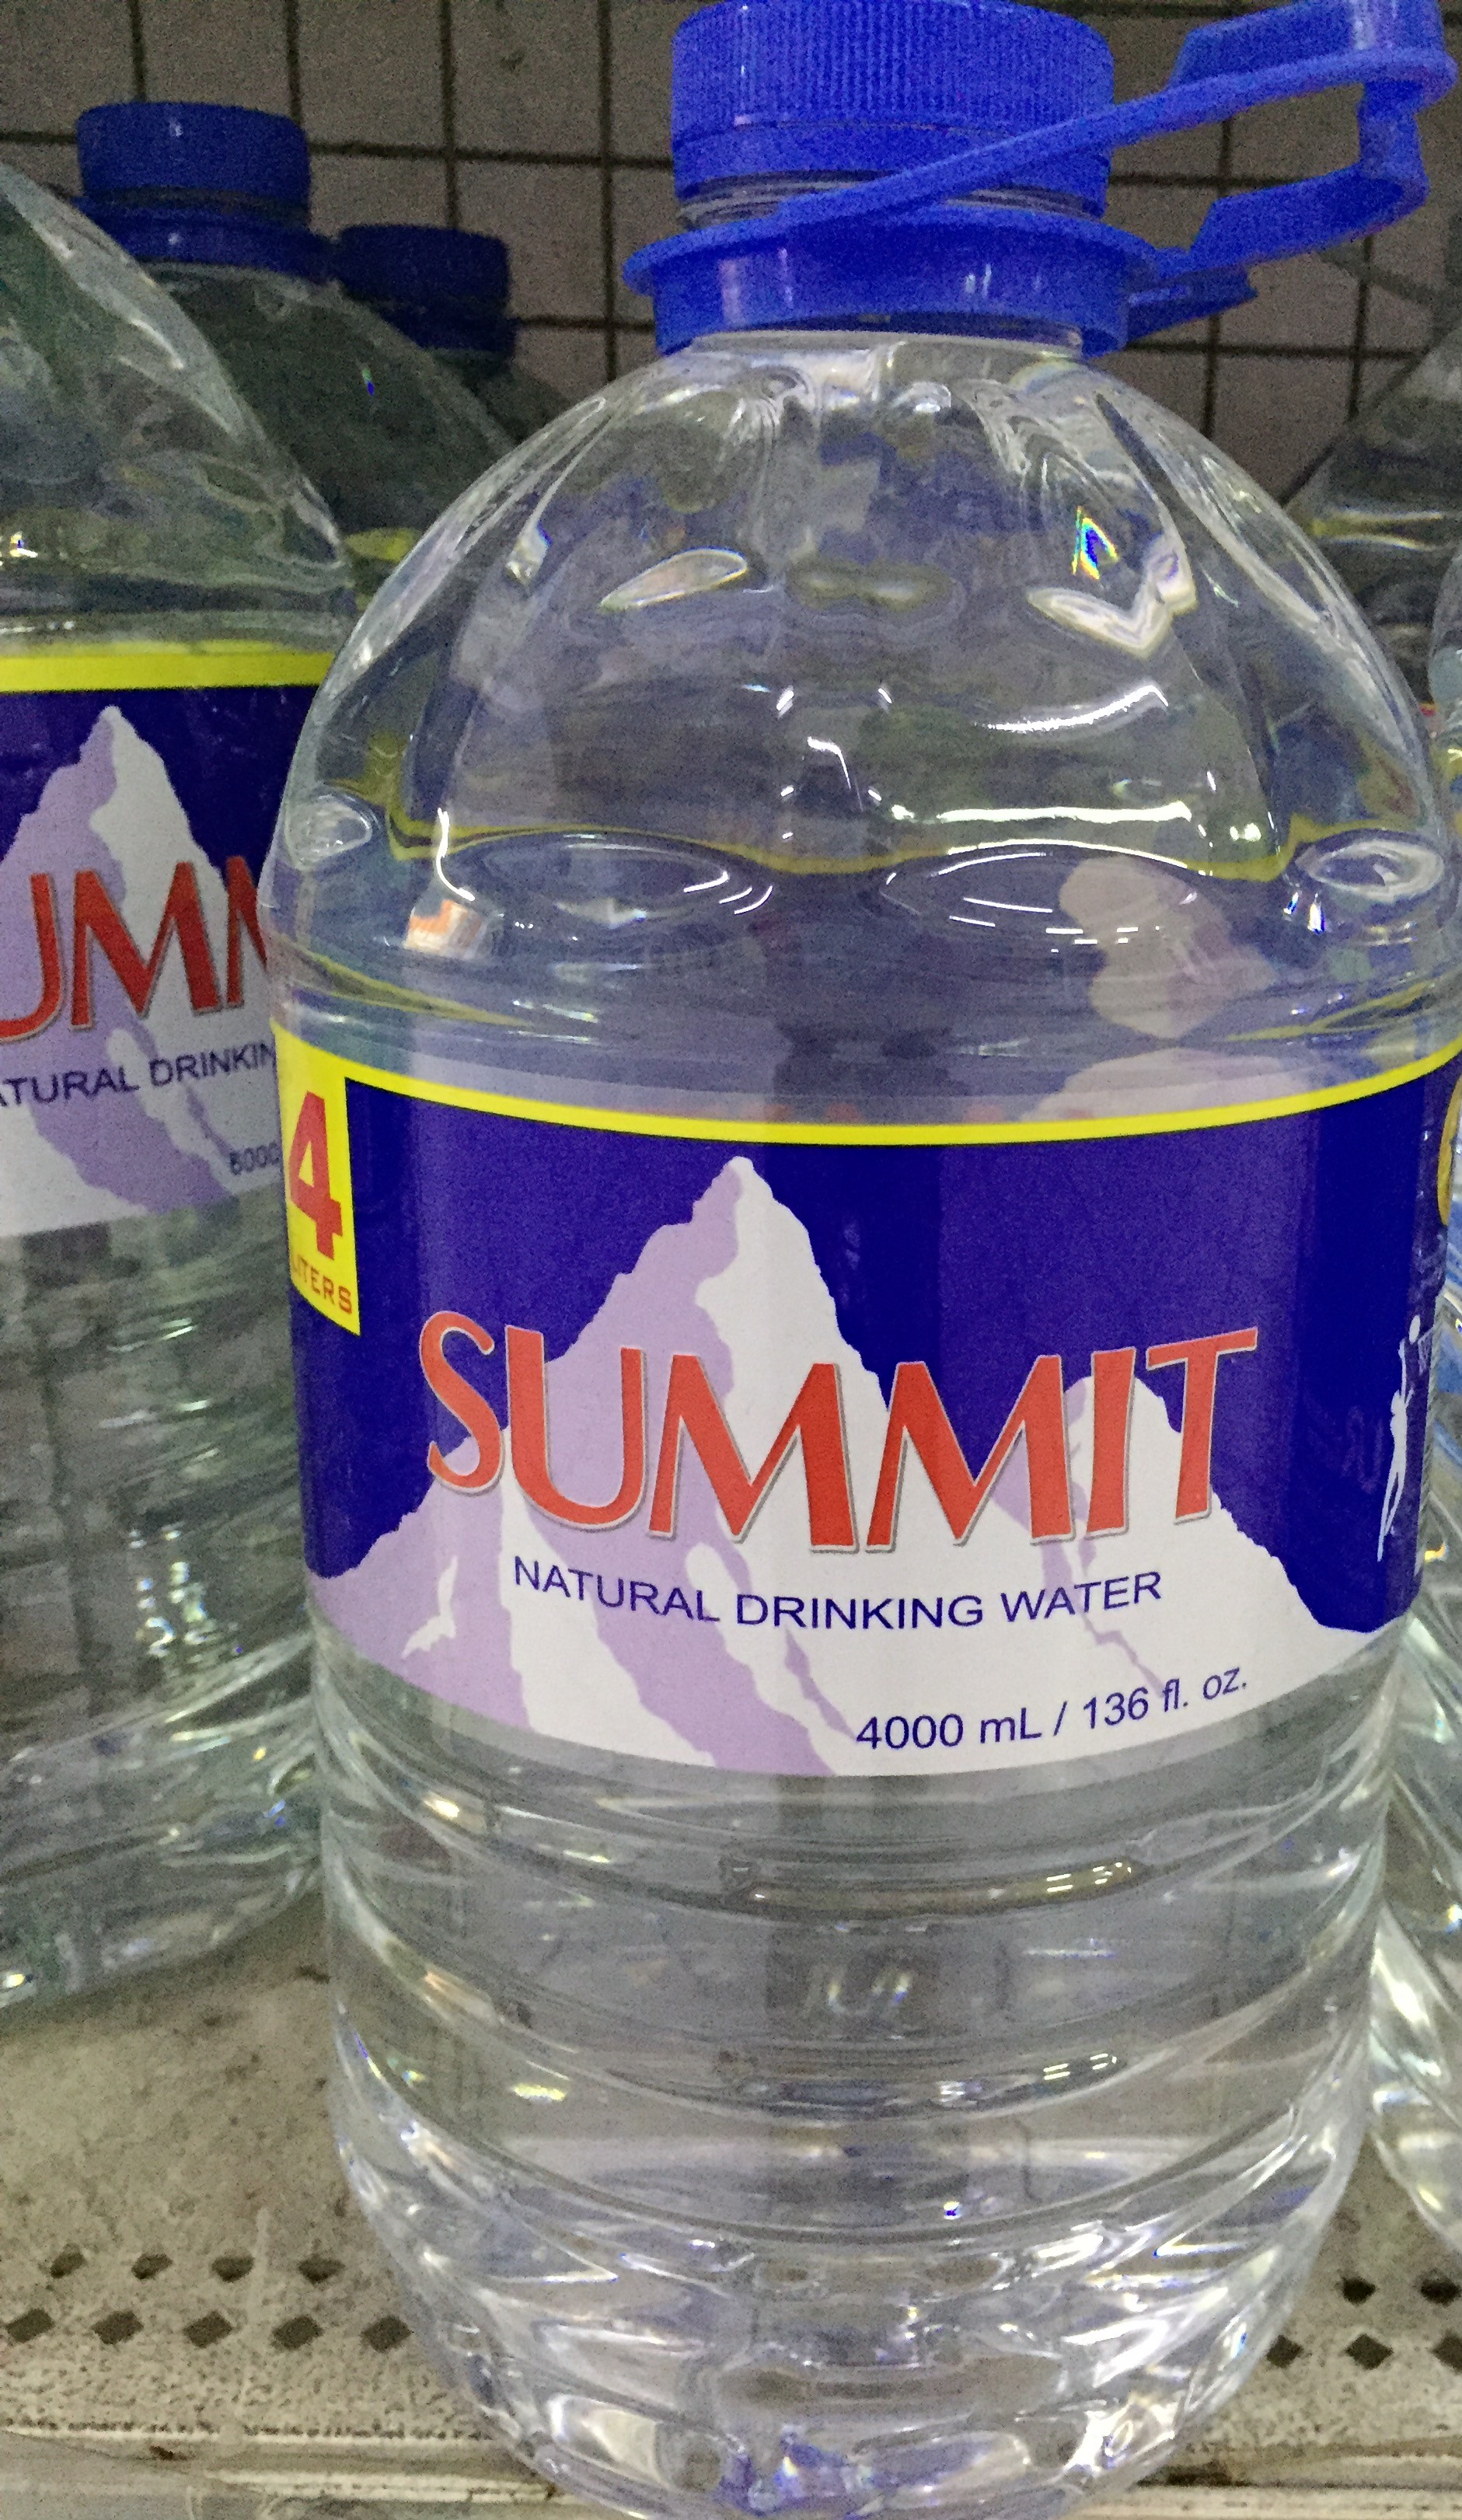 UMM
ATURAL DRINKIN
4
LITERS
SUMMIT
NATURAL DRINKING WATER
4000 mL / 136 fl. oz.